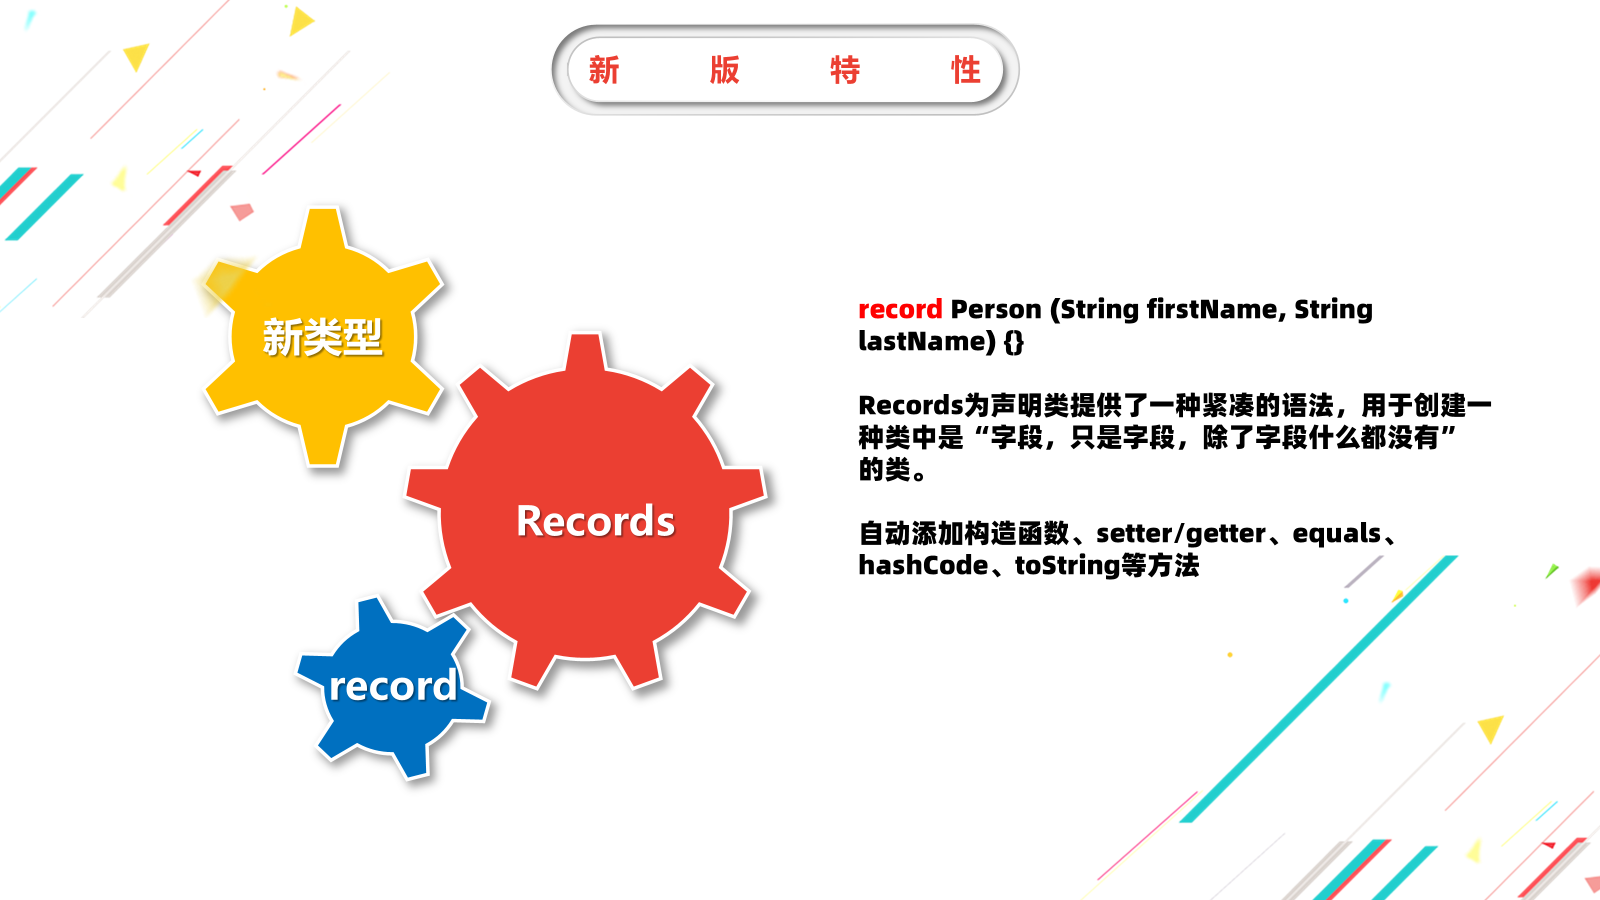 新版特性
新类型
Records
record
record Person (String firstName, String
lastName) {}
Records为声明类提供了一种紧凑的语法，用于创建一
种类中是“字段，只是字段，除了字段什么都没有”
的类。
自动添加构造函数、setter/getter、equals、
hashCode、toString等方法